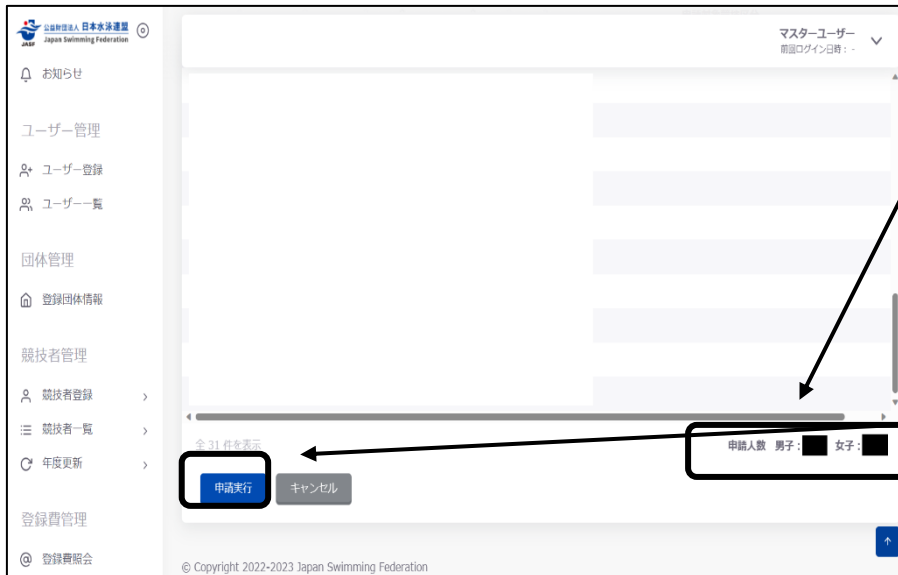 公益財団法人 日本水泳連盟
JASF Japan Swimming Federation
マスターユーザー
前回ログイン日時： -
お知らせ
ユーザー管理
ユーザー登録
ユーザー一覧
団体管理
登録団体情報
競技者管理
競技者登録
競技者一覧
年度更新
登録費管理
登録費照会
全 31 件を表示
申請人数 男子： 女子：
申請実行 キャンセル
© Copyright 2022-2023 Japan Swimming Federation